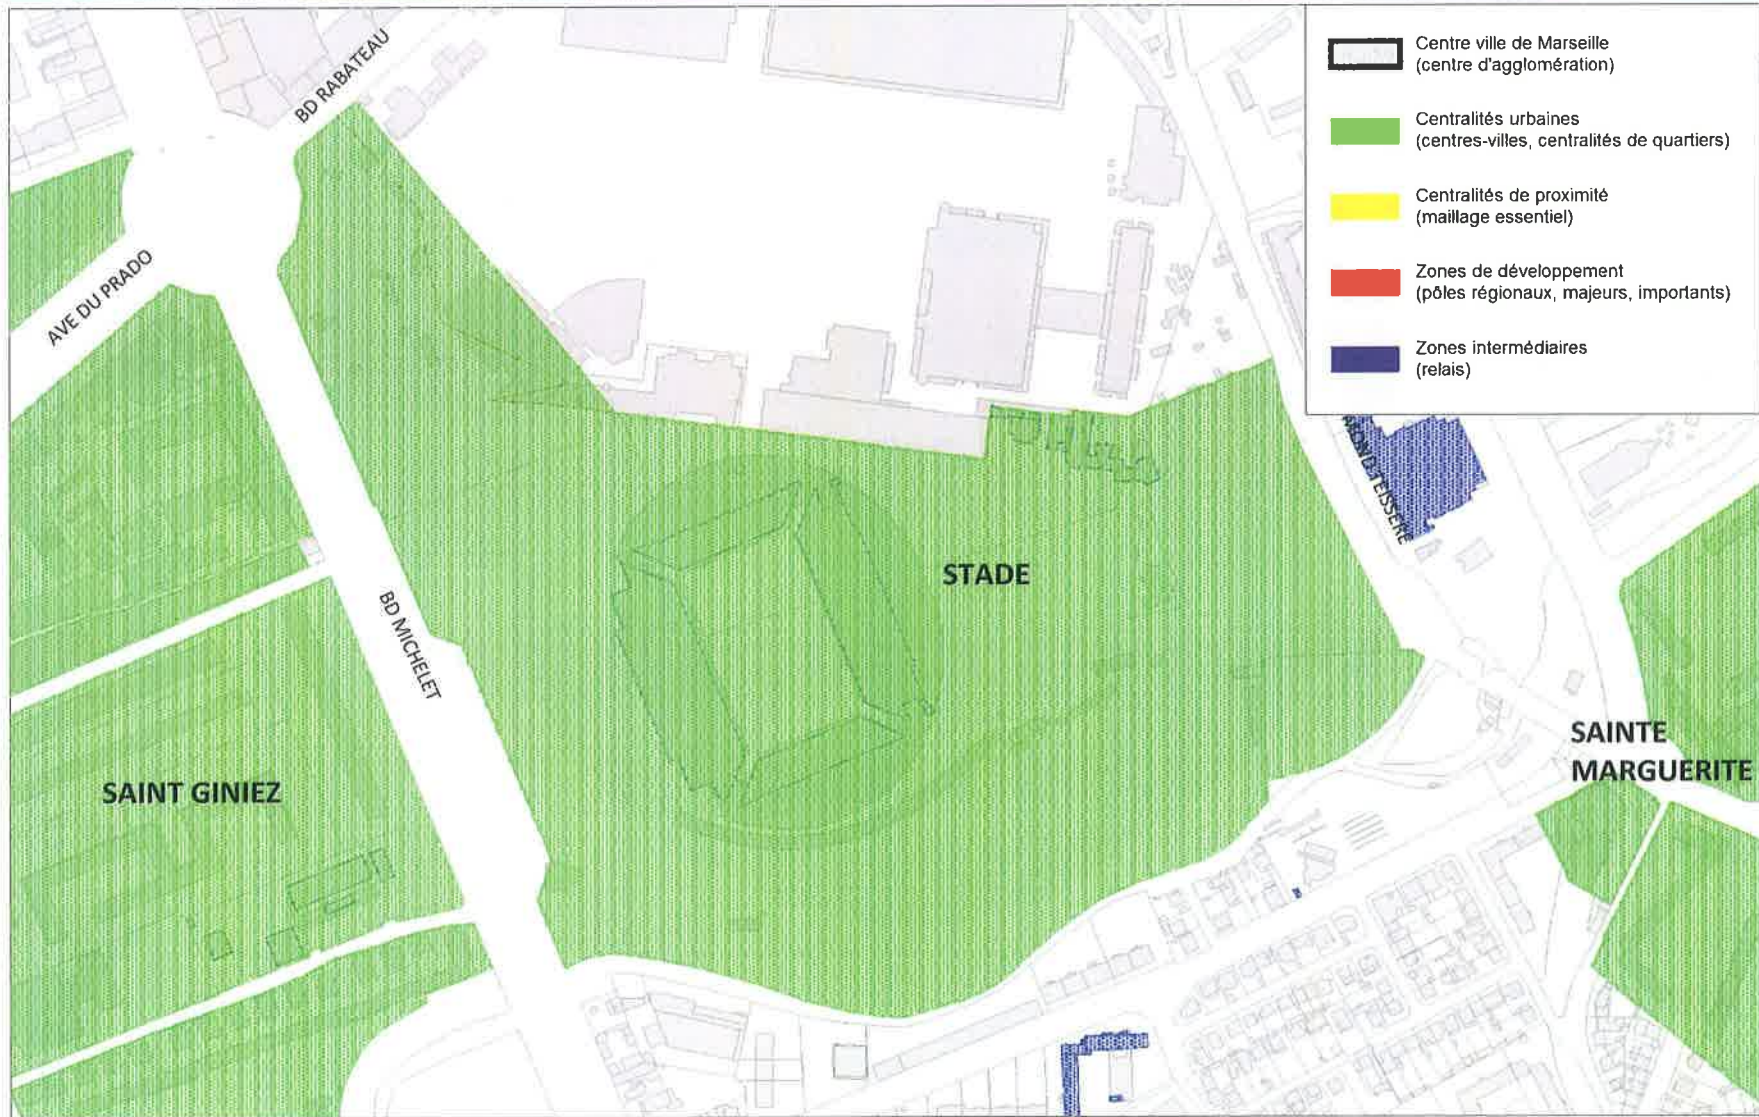 Centre ville de Marseille
(centre d'agglomération)
Centralités urbaines
(centres-villes, centralités de quartiers)
Centralités de proximité
(maillage essentiel)
Zones de développement
(pôles régionaux, majeurs, importants)
Zones intermédiaires
(relais)
BD RABATEAU
AVE DU PRADO
BD MICHELET
TEISSERE
STADE
SAINT GINIEZ
SAINTE
MARGUERITE